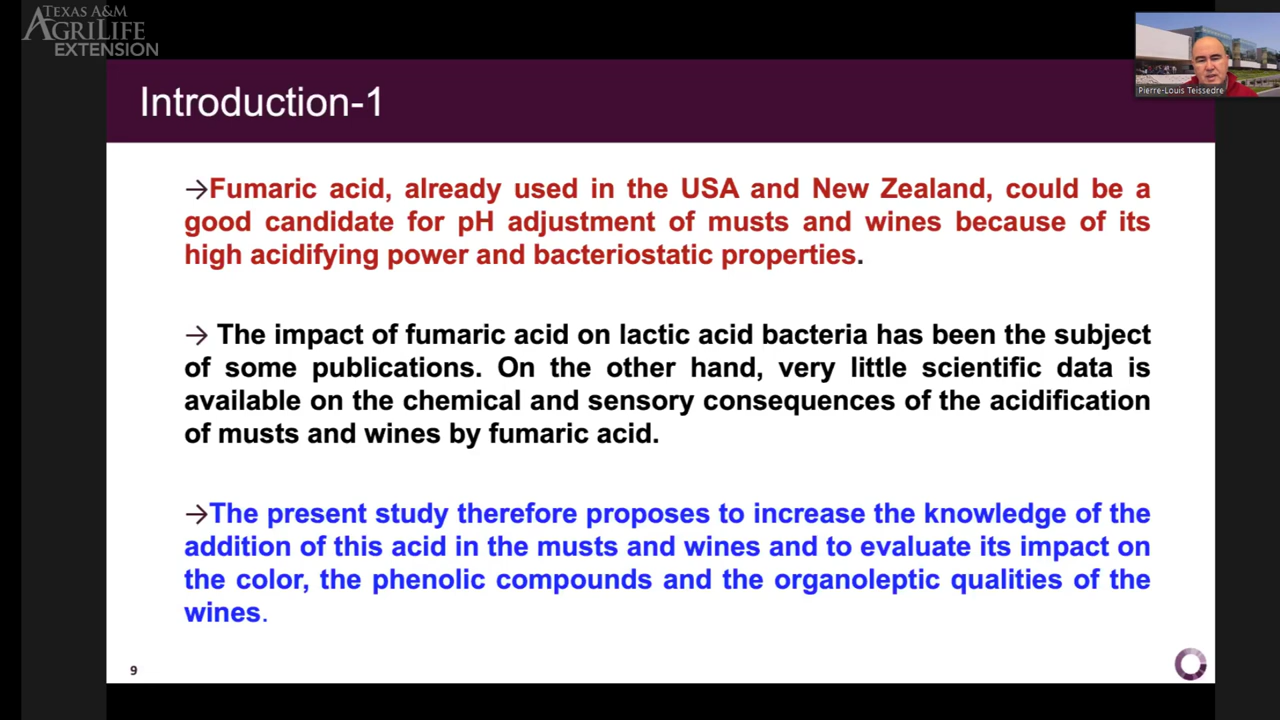 TEXAS A&M
AGRILIFE
EXTENSION
Pierre-Louis Teissedre
Introduction-1
→Fumaric acid, already used in the USA and New Zealand, could be a
good candidate for pH adjustment of musts and wines because of its
high acidifying power and bacteriostatic properties.
→ The impact of fumaric acid on lactic acid bacteria has been the subject
of some publications. On the other hand, very little scientific data is
available on the chemical and sensory consequences of the acidification
of musts and wines by fumaric acid.
→The present study therefore proposes to increase the knowledge of the
addition of this acid in the musts and wines and to evaluate its impact on
the color, the phenolic compounds and the organoleptic qualities of the
wines.
9